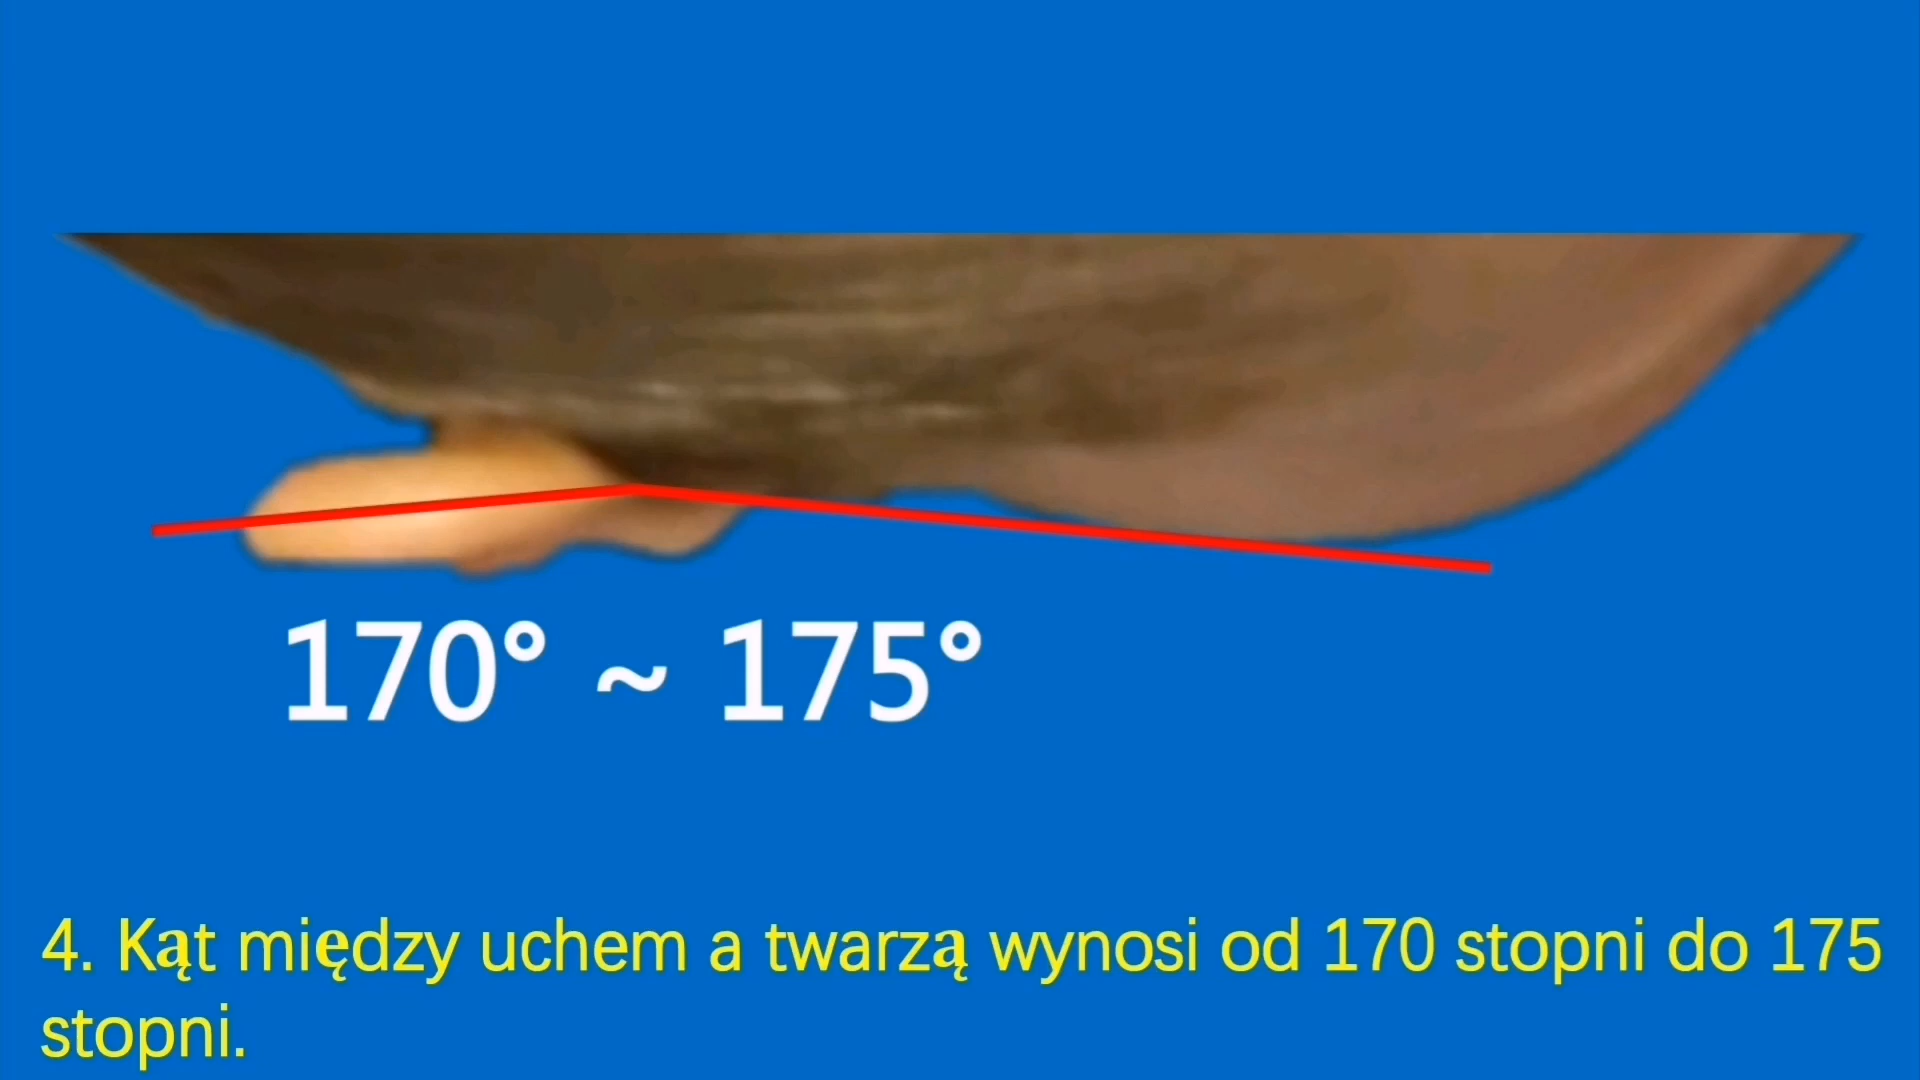 170° ~ 175°
4. Kąt między uchem a twarzą wynosi od 170 stopni do 175
stopni.